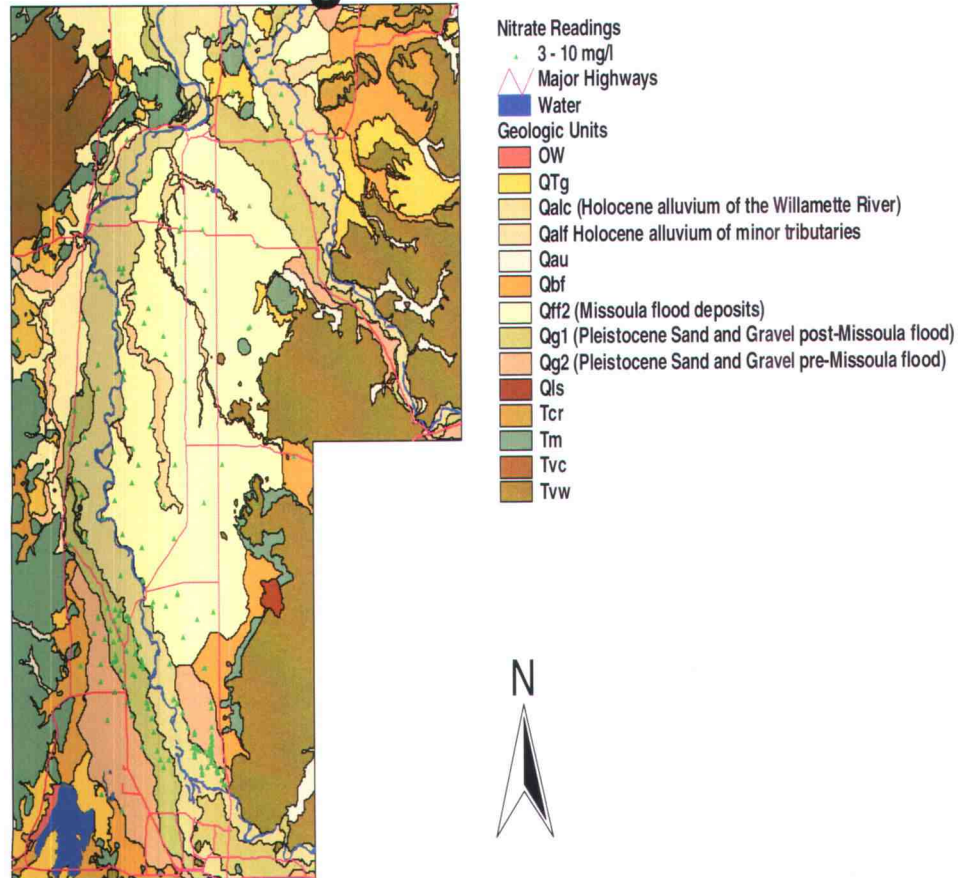 Nitrate Readings
3 - 10 mg/l
Major Highways
Water
Geologic Units
OW
QTg
Qalc (Holocene alluvium of the Willamette River)
Qalf Holocene alluvium of minor tributaries
Qau
Qbf
Qff2 (Missoula flood deposits)
Qg1 (Pleistocene Sand and Gravel post-Missoula flood)
Qg2 (Pleistocene Sand and Gravel pre-Missoula flood)
Qls
Tcr
Tm
Tvc
Tvw
N